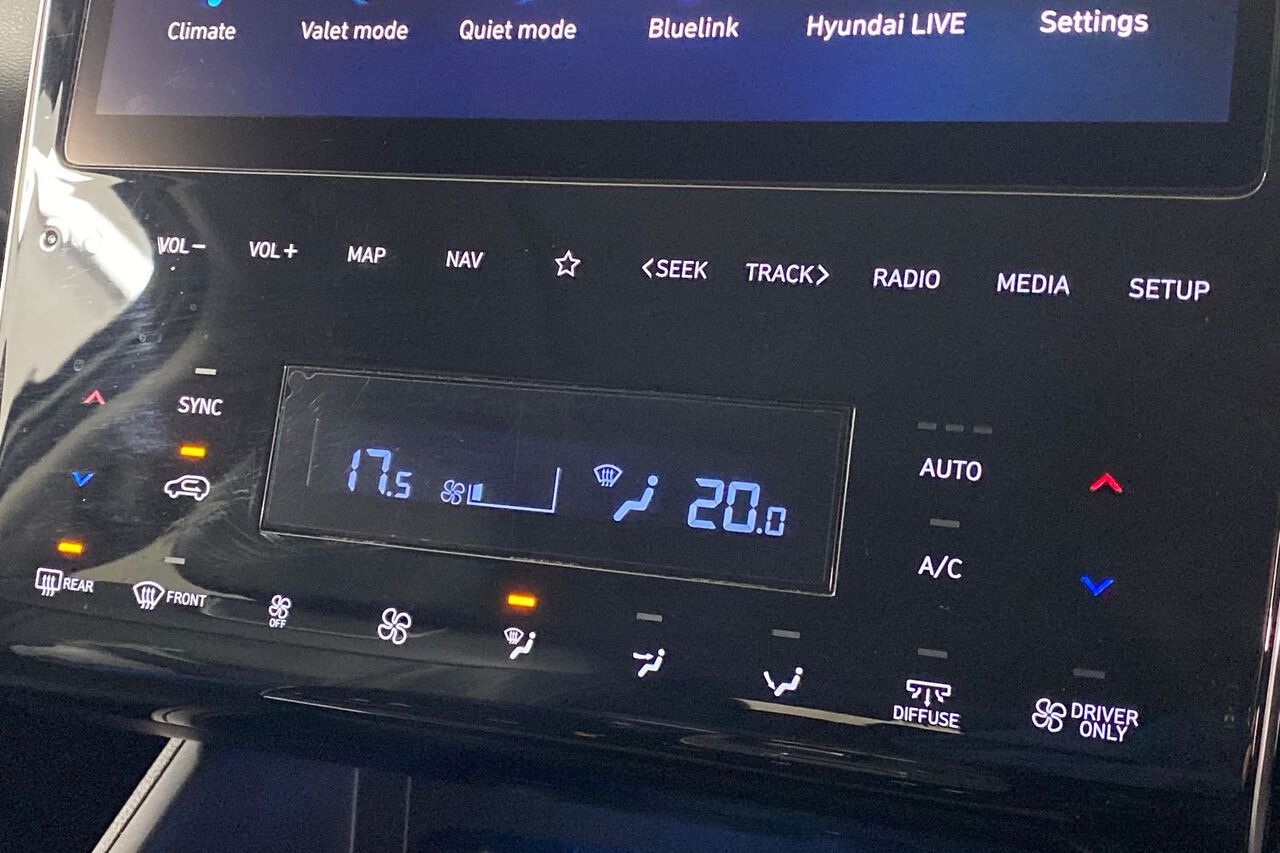 Climate
Valet mode
Quiet mode
Bluelink
Hyundai LIVE
Settings
VOL−
VOL+
MAP
NAV
<SEEK
TRACK>
RADIO
MEDIA
SETUP
SYNC
17.5
20.0
AUTO
A/C
REAR
FRONT
OFF
DIFFUSE
DRIVER
ONLY